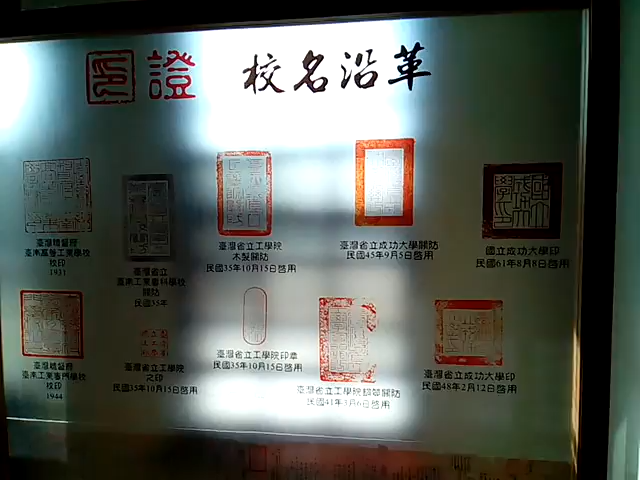 印證 校名沿革
臺灣總督府
臺南高等工業學校
校印
1931
臺灣省立
臺南工業專科學校
關防
民國35年
臺灣省立工學院
木製關防
民國35年10月15日啓用
臺灣省立成功大學關防
民國45年9月5日啓用
國立成功大學印
民國61年8月8日啓用
臺灣總督府
臺南工業專門學校
校印
1944
臺灣省立工學院
之印
民國35年10月15日啓用
臺灣省立工學院印章
民國35年10月15日啓用
臺灣省立工學院銅質關防
民國41年3月6日啓用
臺灣省立成功大學印
民國48年2月12日啓用